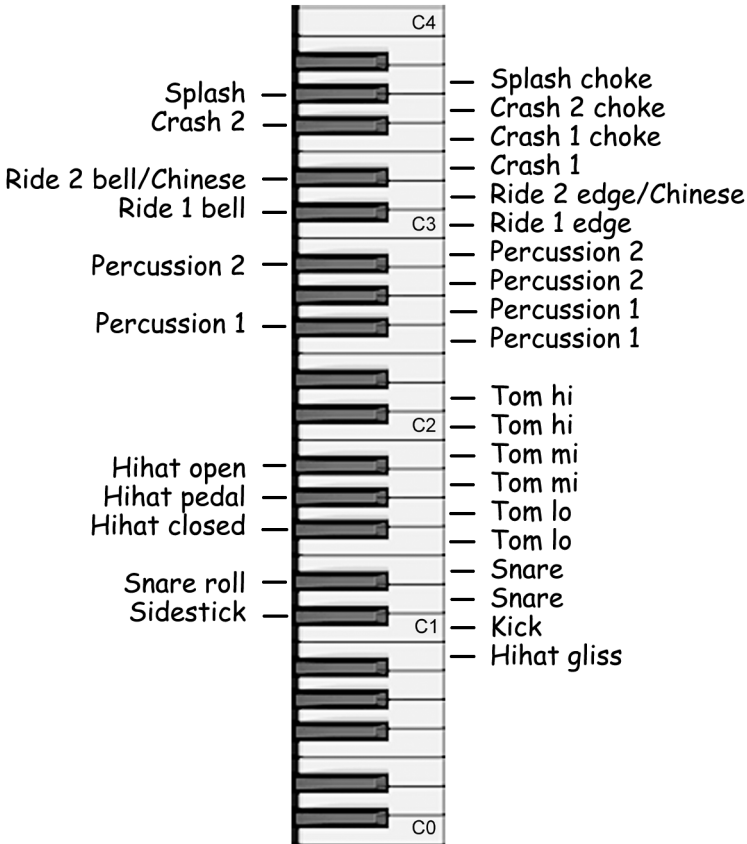 C4
Splash choke
Splash
Crash 2 choke
Crash 2
Crash 1 choke
Crash 1
Ride 2 bell/Chinese
Ride 2 edge/Chinese
Ride 1 bell
C3
Ride 1 edge
Percussion 2
Percussion 2
Percussion 2
Percussion 1
Percussion 1
Percussion 1
Tom hi
C2
Tom hi
Tom mi
Hihat open
Tom mi
Hihat pedal
Tom lo
Hihat closed
Tom lo
Snare
Snare roll
Snare
Sidestick
C1
Kick
Hihat gliss
C0